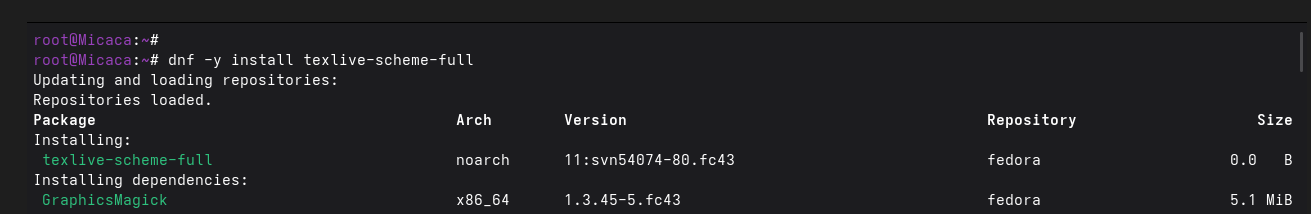 root@Micaca:~#
root@Micaca:~# dnf -y install texlive-scheme-full
Updating and loading repositories:
Repositories loaded.
Package Arch Version Repository Size
Installing:
texlive-scheme-full noarch 11:svn54074-80.fc43 fedora 0.0 B
Installing dependencies:
GraphicsMagick x86_64 1.3.45-5.fc43 fedora 5.1 MiB